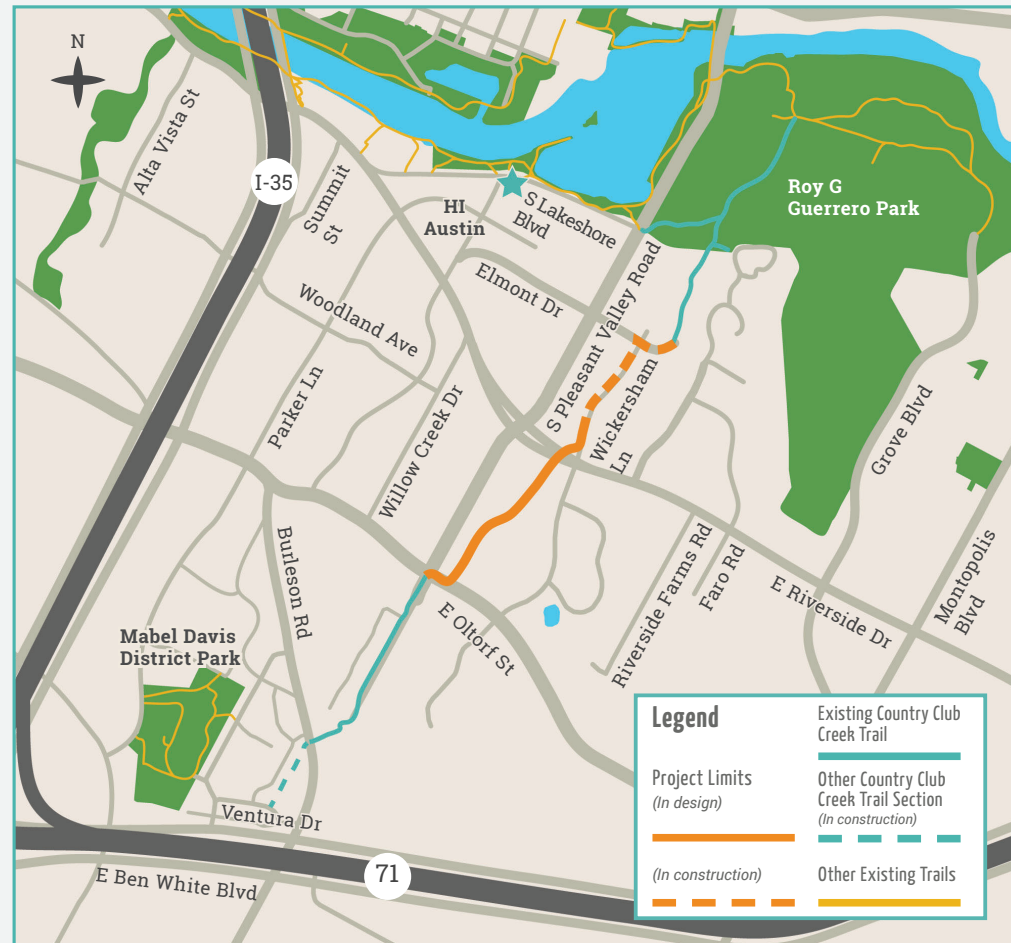 N
Alta Vista St
I-35
Summit
St
HI
Austin
S Lakeshore
Blvd
Roy G
Guerrero Park
Elmont Dr
S Pleasant Valley Road
Woodland Ave
Wickersham
Ln
Parker Ln
Willow Creek Dr
Grove Blvd
Burleson Rd
Riverside Farms Rd
Faro Rd
E Riverside Dr
Montopolis
Blvd
E Oltorf St
Mabel Davis
District Park
Ventura Dr
71
E Ben White Blvd
Legend
Project Limits
(In design)
(In construction)
Existing Country Club
Creek Trail
Other Country Club
Creek Trail Section
(In construction)
Other Existing Trails